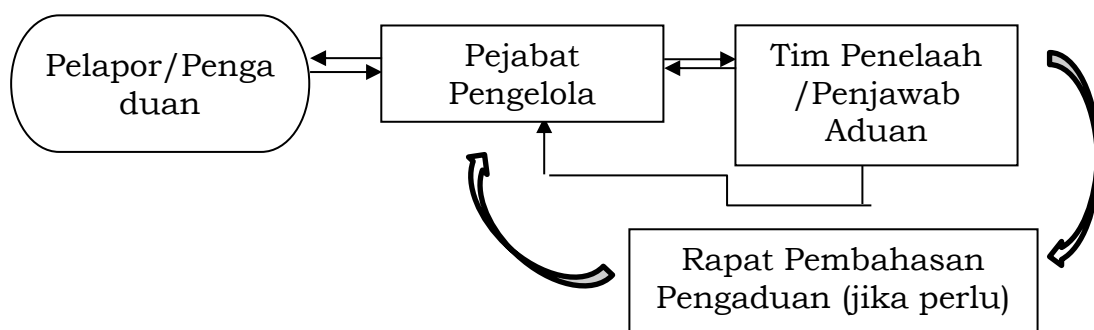 Pelapor/Penga
duan
Pejabat
Pengelola
Tim Penelaah
/Penjawab
Aduan
Rapat Pembahasan
Pengaduan (jika perlu)